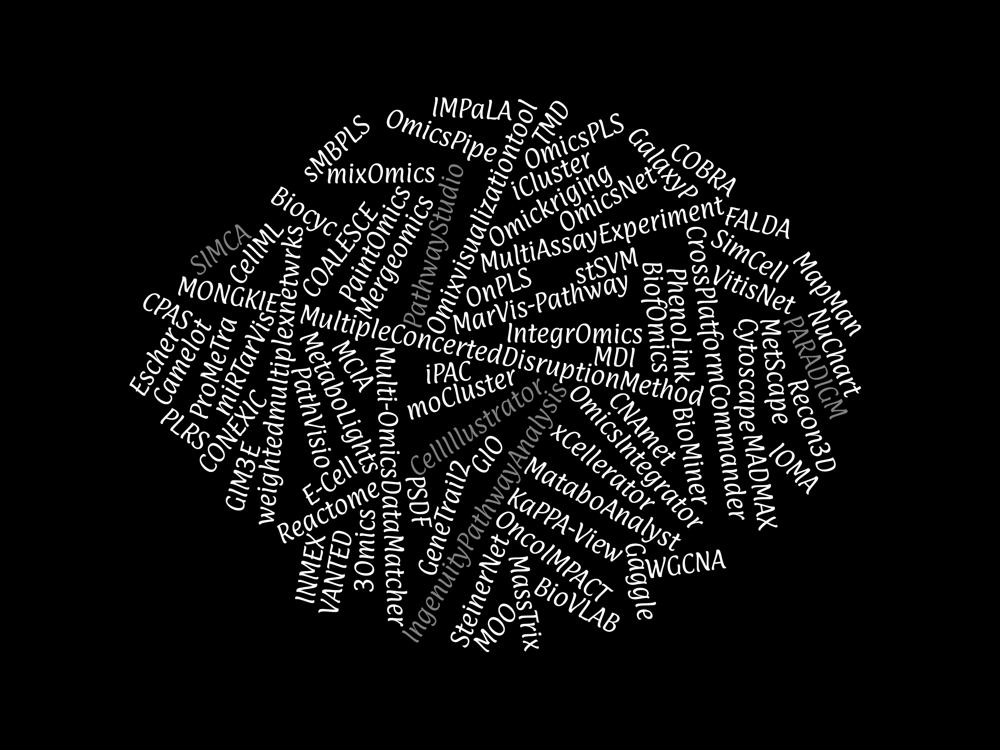 IMPaLA
OmicsPipe
Omixvisualizationtool
TMD
sMBPLS
OmicsPLS
GalaxyP
COBRA
mixOmics
iCluster
PathwayStudio
Omickriging
OmicsNet
Biocyc
COALESCE
PaintOmics
Mergeomics
MultiAssayExperiment
FALDA
SIMCA
CellML
weightedmultiplexnetwrks
CrossPlatformCommander
SimCell
MapMan
stSVM
OnPLS
MarVis-Pathway
BiofOmics
PhenoLink
VitisNet
MONGKIE
CPAS
MultipleConcertedDisruptionMethod
IntegrOmics
NuChart
PARADIGM
Escher
Camelot
ProMeTra
miRTarVis
MetaboLights
MCIA
Multi-OmicsDataMatcher
MapMan
iPAC
MDI
moCluster
Cytoscape
Metscape
Recon3D
PLRS
CONEXIC
CellIllustrator
IngenuityPathwayAnalysis
OmicsIntegrator
CNAmet
BioMiner
xCellerator
MADMAX
IOMA
GIM3E
E-Cell
Reactome
GIO
GeneTrail2
MataboAnalyst
KaPPA-View
OncoIMPACT
INMEX
VANTED
3Omics
SteinerNet
MassTrix
BioVLAB
Gaggle
WGCNA
MOO